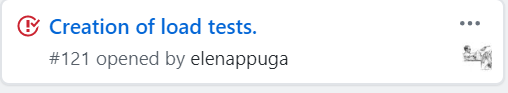 Creation of load tests.
#121 opened by elenappuga